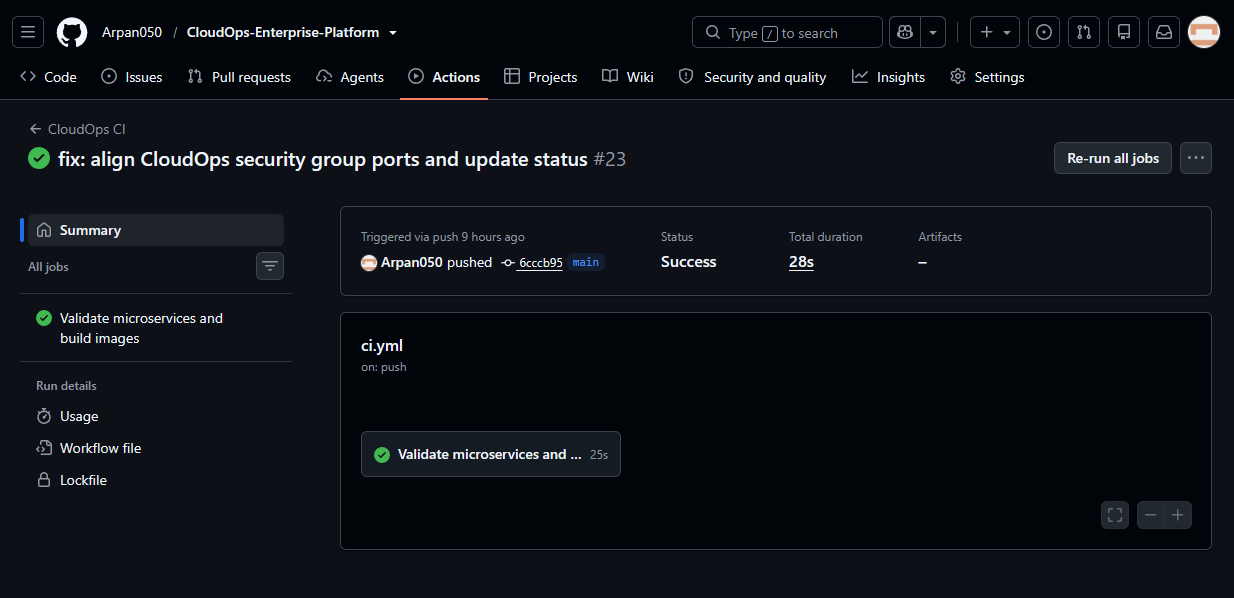 Arpan050 / CloudOps-Enterprise-Platform
Type / to search
Code Issues Pull requests Agents Actions Projects Wiki Security and quality Insights Settings
CloudOps CI
fix: align CloudOps security group ports and update status #23
Re-run all jobs
Summary
All jobs
Validate microservices and
build images
Run details
Usage
Workflow file
Lockfile
Triggered via push 9 hours ago
Arpan050 pushed 6cccb95 main
Status
Success
Total duration
28s
Artifacts
–
ci.yml
on: push
Validate microservices and ... 25s